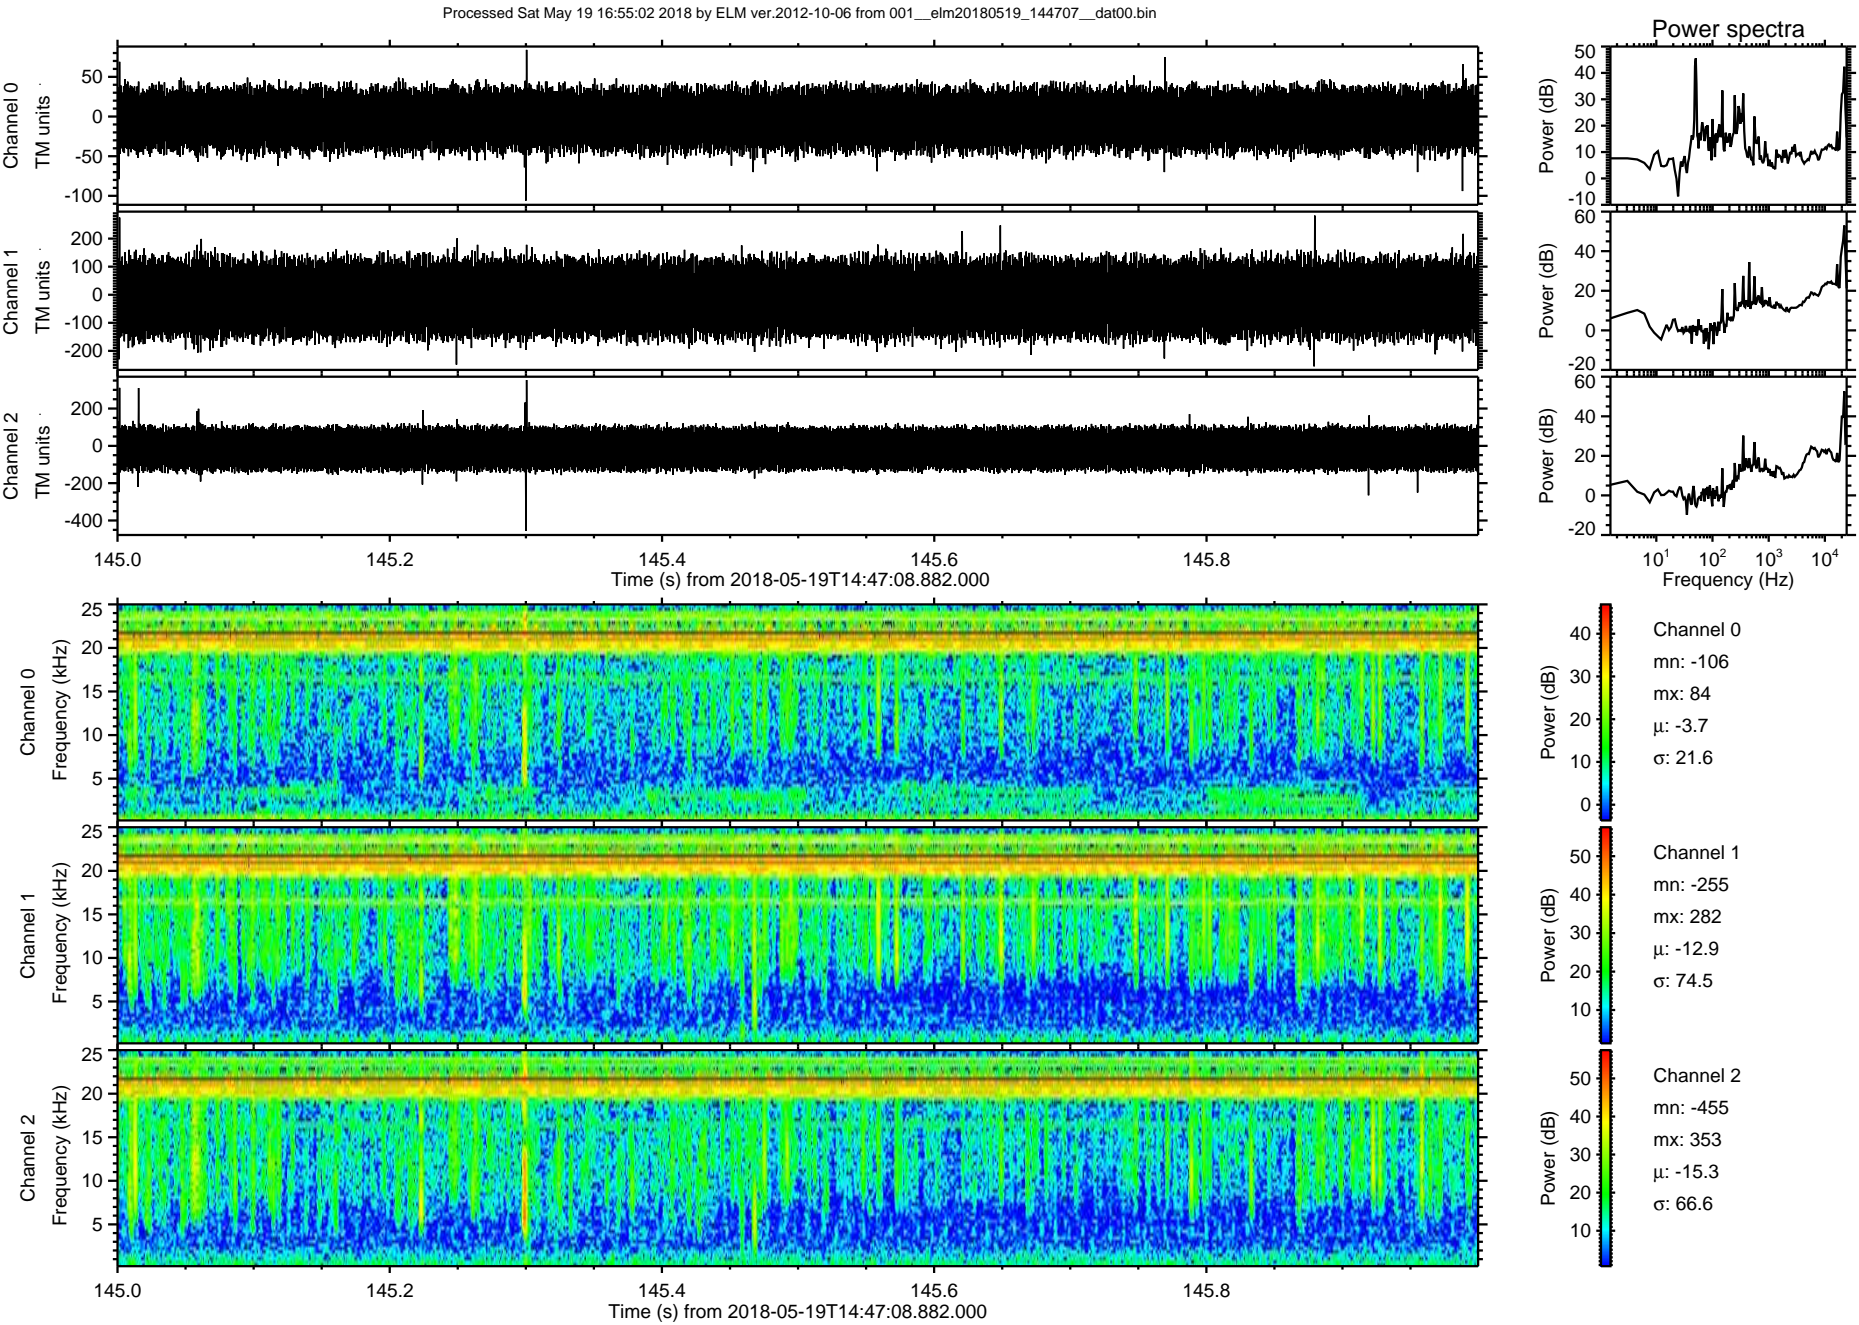 Processed Sat May 19 16:55:02 2018 by ELM ver.2012-10-06 from 001__elm20180519_144707__dat00.bin
Power spectra
Channel 0
TM units
50
0
-50
-100
Power (dB)
50
40
30
20
10
0
-10
Channel 1
TM units
200
100
0
-100
-200
Power (dB)
60
40
20
0
-20
Channel 2
TM units
200
0
-200
-400
Power (dB)
60
40
20
0
-20
145.0 145.2 145.4 145.6 145.8
Time (s) from 2018-05-19T14:47:08.882.000
10¹ 10² 10³ 10⁴
Frequency (Hz)
Channel 0
Frequency (kHz)
25
20
15
10
5
Power (dB)
40
30
20
10
0
Channel 0
mn: -106
mx: 84
μ: -3.7
σ: 21.6
Channel 1
Frequency (kHz)
25
20
15
10
5
Power (dB)
50
40
30
20
10
Channel 1
mn: -255
mx: 282
μ: -12.9
σ: 74.5
Channel 2
Frequency (kHz)
25
20
15
10
5
Power (dB)
50
40
30
20
10
Channel 2
mn: -455
mx: 353
μ: -15.3
σ: 66.6
145.0 145.2 145.4 145.6 145.8
Time (s) from 2018-05-19T14:47:08.882.000